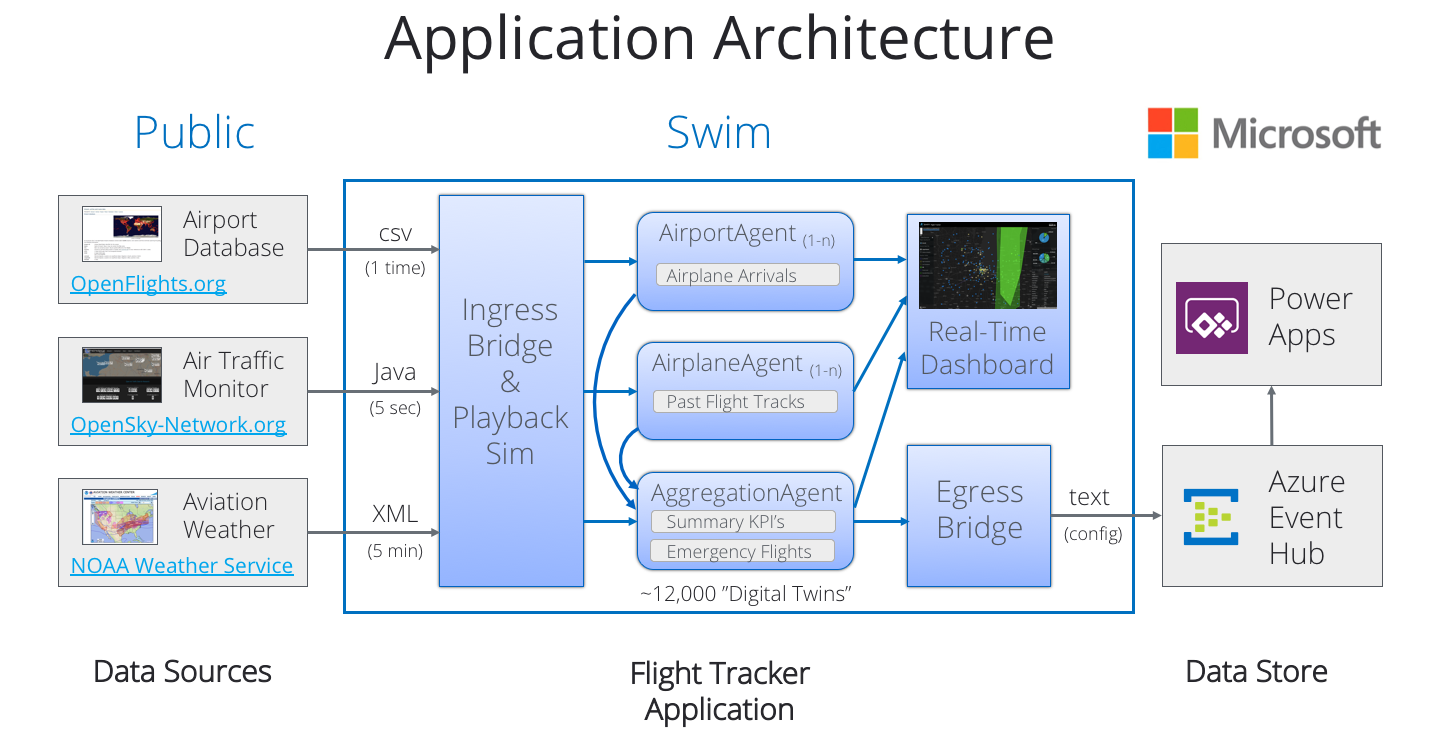 Application Architecture
Public
Swim
Microsoft
Airport
Database
OpenFlights.org
Air Traffic
Monitor
OpenSky-Network.org
Aviation
Weather
NOAA Weather Service
csv
(1 time)
Java
(5 sec)
XML
(5 min)
Ingress
Bridge
&
Playback
Sim
AirportAgent (1-n)
Airplane Arrivals
AirplaneAgent (1-n)
Past Flight Tracks
AggregationAgent
Summary KPI’s
Emergency Flights
~12,000 ”Digital Twins”
Real-Time
Dashboard
Egress
Bridge
text
(config)
Power
Apps
Azure
Event
Hub
Data Sources
Flight Tracker
Application
Data Store